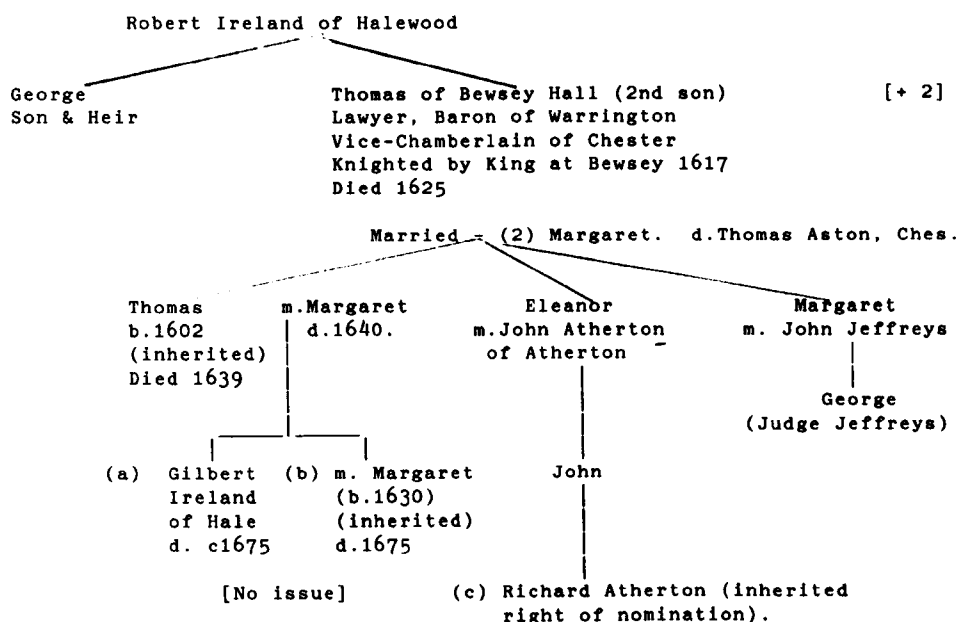 Robert Ireland of Halewood
George
Son & Heir
Thomas of Bewsey Hall (2nd son)
Lawyer, Baron of Warrington
Vice-Chamberlain of Chester
Knighted by King at Bewsey 1617
Died 1625
[+ 2]
Married = (2) Margaret. d.Thomas Aston, Ches.
Thomas
b.1602
(inherited)
Died 1639
m.Margaret
d.1640.
Eleanor
m.John Atherton
of Atherton
Margaret
m. John Jeffreys
George
(Judge Jeffreys)
(a) Gilbert
Ireland
of Hale
d. c1675
(b) m. Margaret
(b.1630)
(inherited)
d.1675
John
[No issue]
(c) Richard Atherton (inherited
right of nomination).